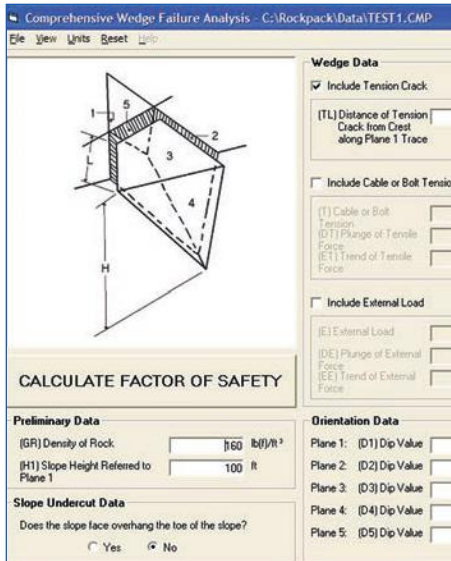 Comprehensive Wedge Failure Analysis - C:\Rockpack\Data\TEST1.CMP
File View Units Reset Help
1
5
2
3
4
L
H
CALCULATE FACTOR OF SAFETY
Preliminary Data
(GR) Density of Rock 160 lb(f)/ft³
(H1) Slope Height Referred to
Plane 1
100 ft
Slope Undercut Data
Does the slope face overhang the toe of the slope?
Yes No
Wedge Data
Include Tension Crack
(TL) Distance of Tension
Crack from Crest
along Plane 1 Trace
Include Cable or Bolt Tensio
(T) Cable or Bolt
Tension
(DT) Plunge of Tensile
Force
(ET) Trend of Tensile
Force
Include External Load
(E) External Load
(DE) Plunge of External
Force
(EE) Trend of External
Force
Orientation Data
Plane 1: (D1) Dip Value
Plane 2: (D2) Dip Value
Plane 3: (D3) Dip Value
Plane 4: (D4) Dip Value
Plane 5: (D5) Dip Value